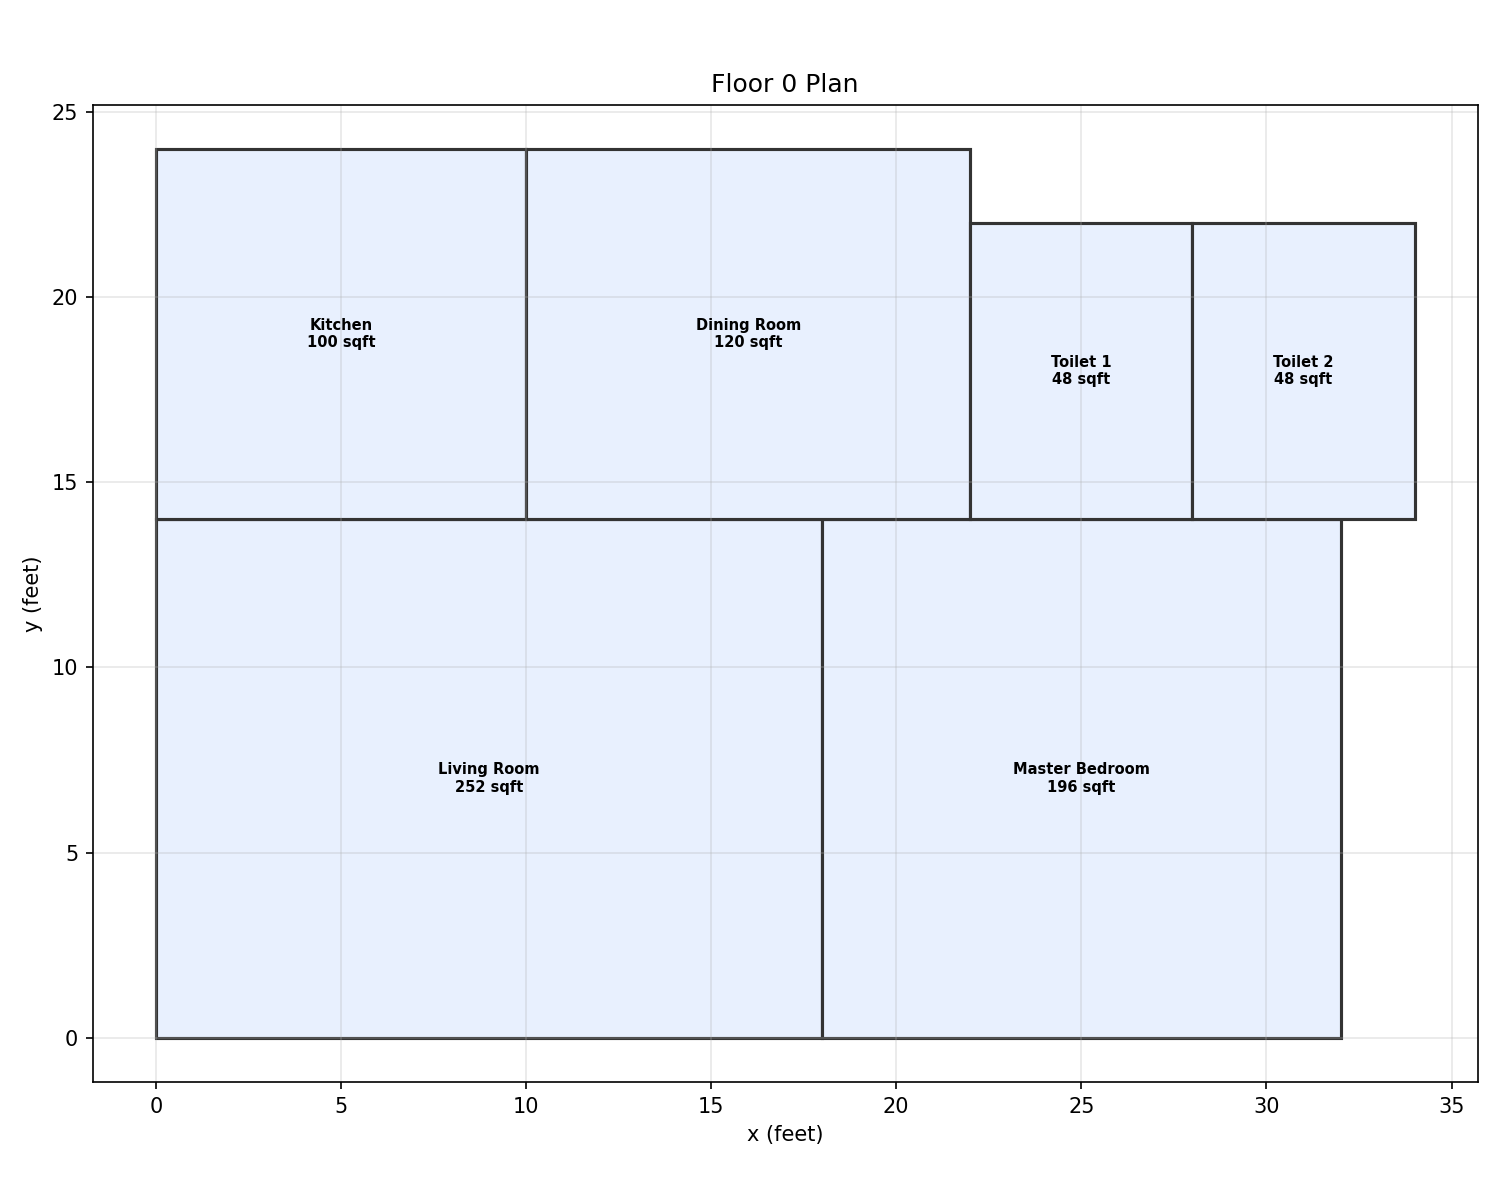 Floor 0 Plan
25
20
15
10
5
0
y (feet)
Kitchen
100 sqft
Dining Room
120 sqft
Toilet 1
48 sqft
Toilet 2
48 sqft
Living Room
252 sqft
Master Bedroom
196 sqft
0
5
10
15
20
25
30
35
x (feet)